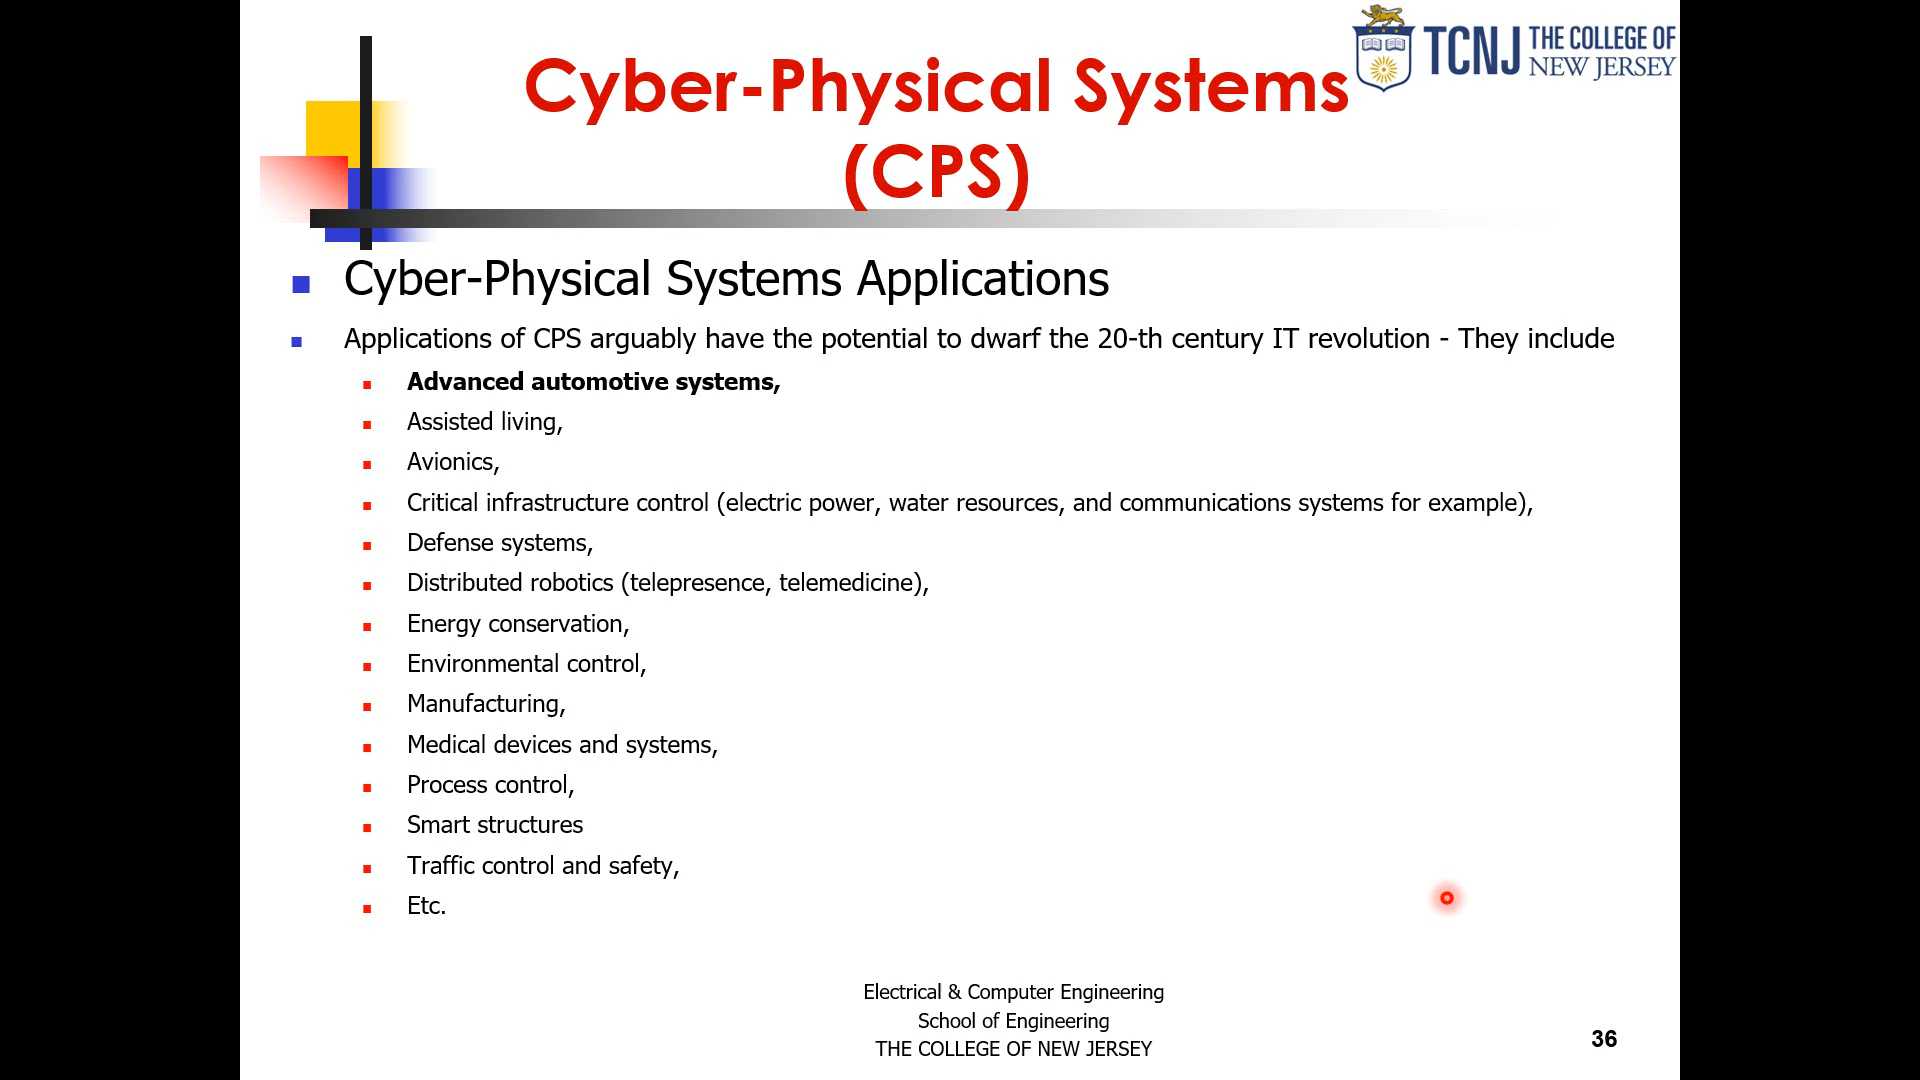 TCNJ THE COLLEGE OF
NEW JERSEY
Cyber-Physical Systems
(CPS)
Cyber-Physical Systems Applications
Applications of CPS arguably have the potential to dwarf the 20-th century IT revolution - They include
Advanced automotive systems,
Assisted living,
Avionics,
Critical infrastructure control (electric power, water resources, and communications systems for example),
Defense systems,
Distributed robotics (telepresence, telemedicine),
Energy conservation,
Environmental control,
Manufacturing,
Medical devices and systems,
Process control,
Smart structures
Traffic control and safety,
Etc.
Electrical & Computer Engineering
School of Engineering
THE COLLEGE OF NEW JERSEY
36